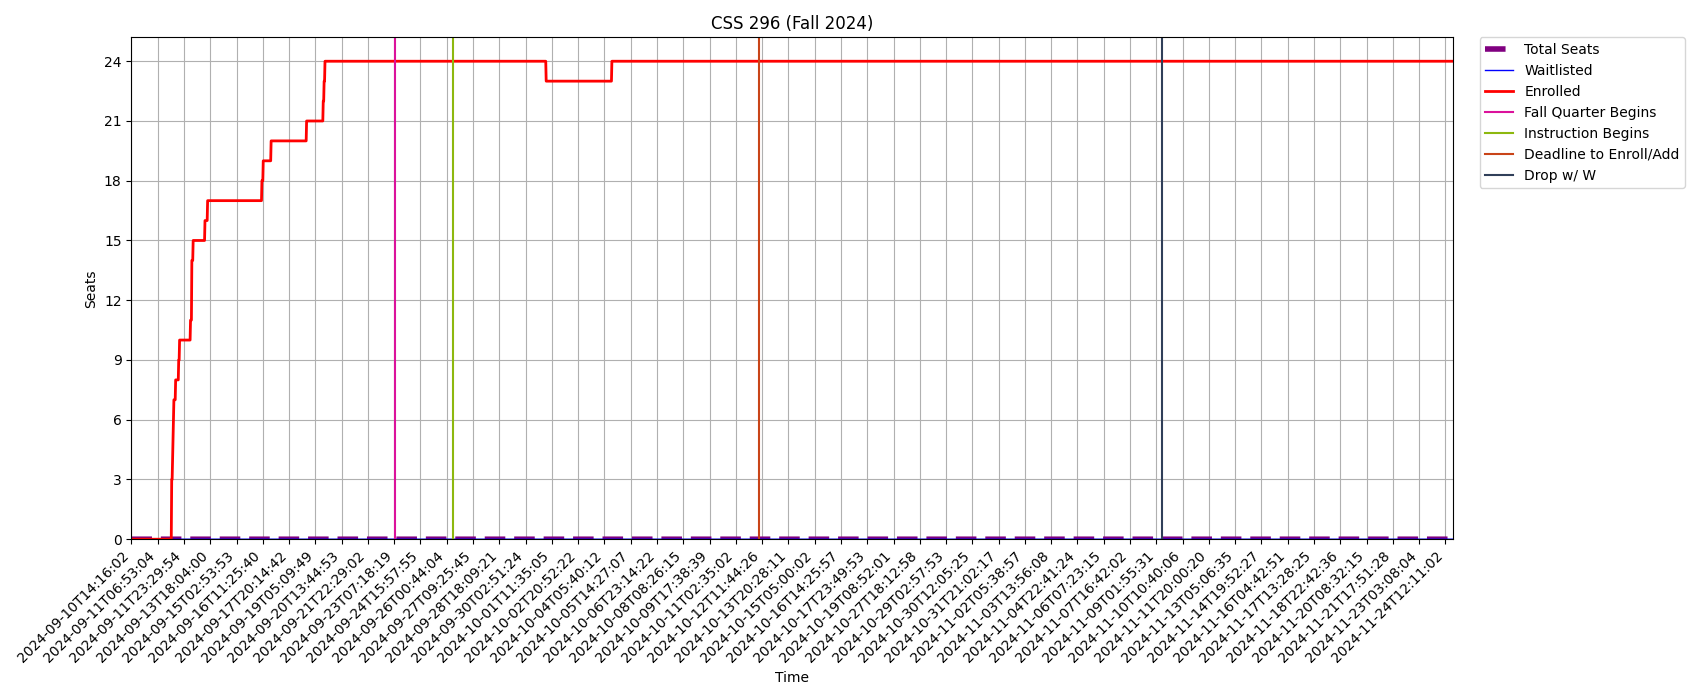 CSS 296 (Fall 2024)
Total Seats
Waitlisted
Enrolled
Fall Quarter Begins
Instruction Begins
Deadline to Enroll/Add
Drop w/ W
Seats
24
21
18
15
12
9
6
3
0
2024-09-10T14:16:02
2024-09-11T06:53:04
2024-09-11T23:29:54
2024-09-13T18:04:00
2024-09-15T02:53:53
2024-09-16T11:25:40
2024-09-17T20:14:42
2024-09-19T05:09:49
2024-09-20T13:44:53
2024-09-21T22:29:02
2024-09-23T07:18:19
2024-09-24T15:57:55
2024-09-26T00:44:04
2024-09-27T09:25:45
2024-09-28T18:09:21
2024-09-30T02:51:24
2024-10-01T11:35:05
2024-10-02T20:52:22
2024-10-04T05:40:12
2024-10-05T14:27:07
2024-10-06T23:14:22
2024-10-08T08:26:15
2024-10-09T17:38:39
2024-10-11T02:35:02
2024-10-12T11:44:26
2024-10-13T20:28:11
2024-10-15T05:00:02
2024-10-16T14:25:57
2024-10-17T23:49:53
2024-10-19T08:52:01
2024-10-27T18:12:58
2024-10-29T02:57:53
2024-10-30T12:05:25
2024-10-31T21:02:17
2024-11-02T05:38:57
2024-11-03T13:56:08
2024-11-04T22:41:24
2024-11-06T07:23:15
2024-11-07T16:42:02
2024-11-09T01:55:31
2024-11-10T10:40:06
2024-11-11T20:00:20
2024-11-13T05:06:35
2024-11-14T19:52:27
2024-11-16T04:42:51
2024-11-17T13:28:25
2024-11-18T22:42:36
2024-11-20T08:32:15
2024-11-21T17:51:28
2024-11-23T03:08:04
2024-11-24T12:11:02
Time